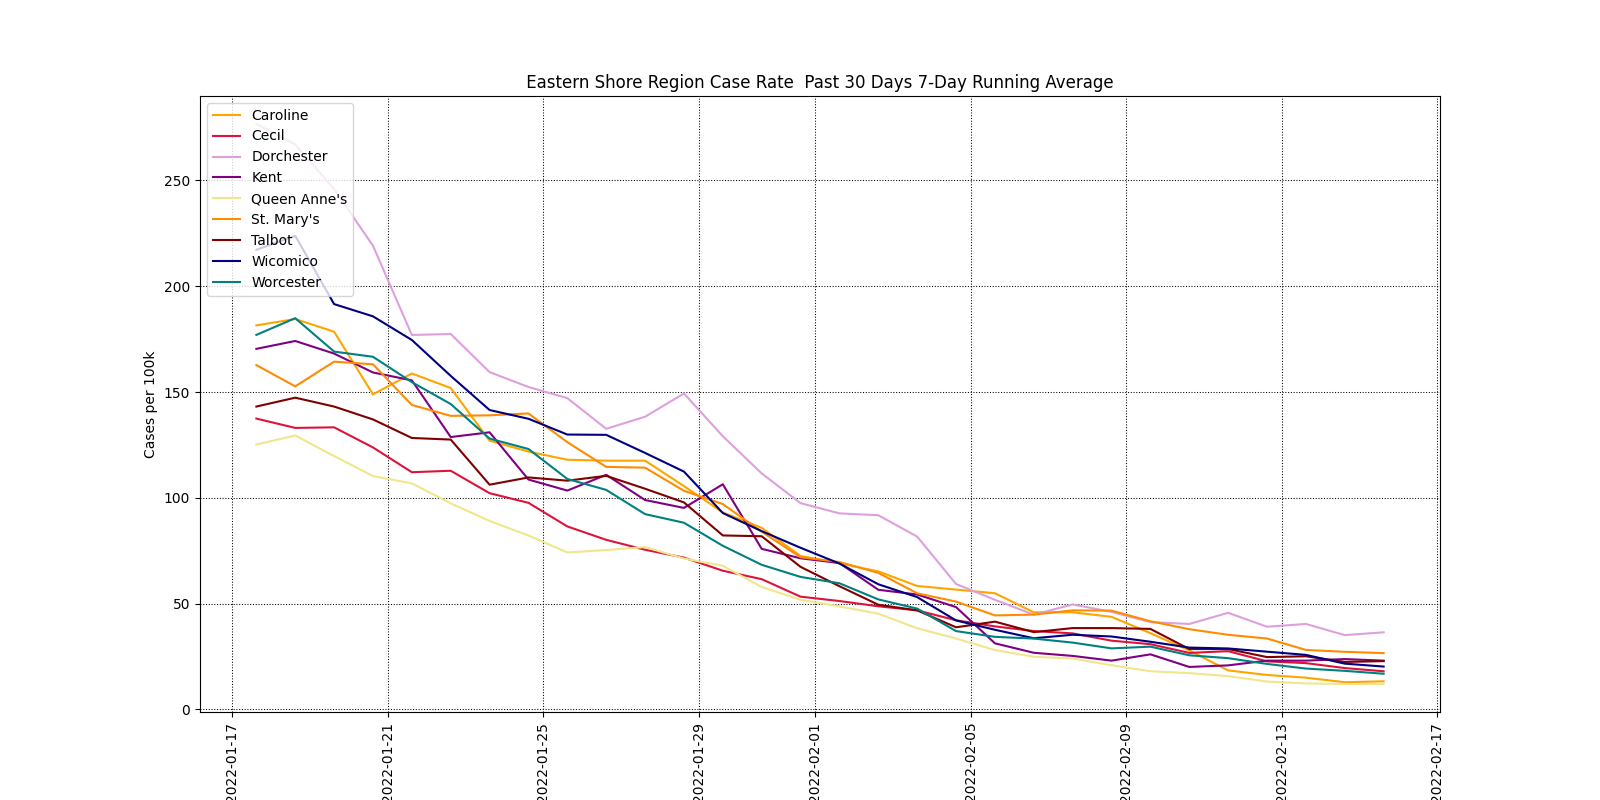 Eastern Shore Region Case Rate  Past 30 Days 7-Day Running Average
Caroline
Cecil
Dorchester
Kent
Queen Anne's
St. Mary's
Talbot
Wicomico
Worcester
Cases per 100k
250
200
150
100
50
0
2022-01-17
2022-01-21
2022-01-25
2022-01-29
2022-02-01
2022-02-05
2022-02-09
2022-02-13
2022-02-17